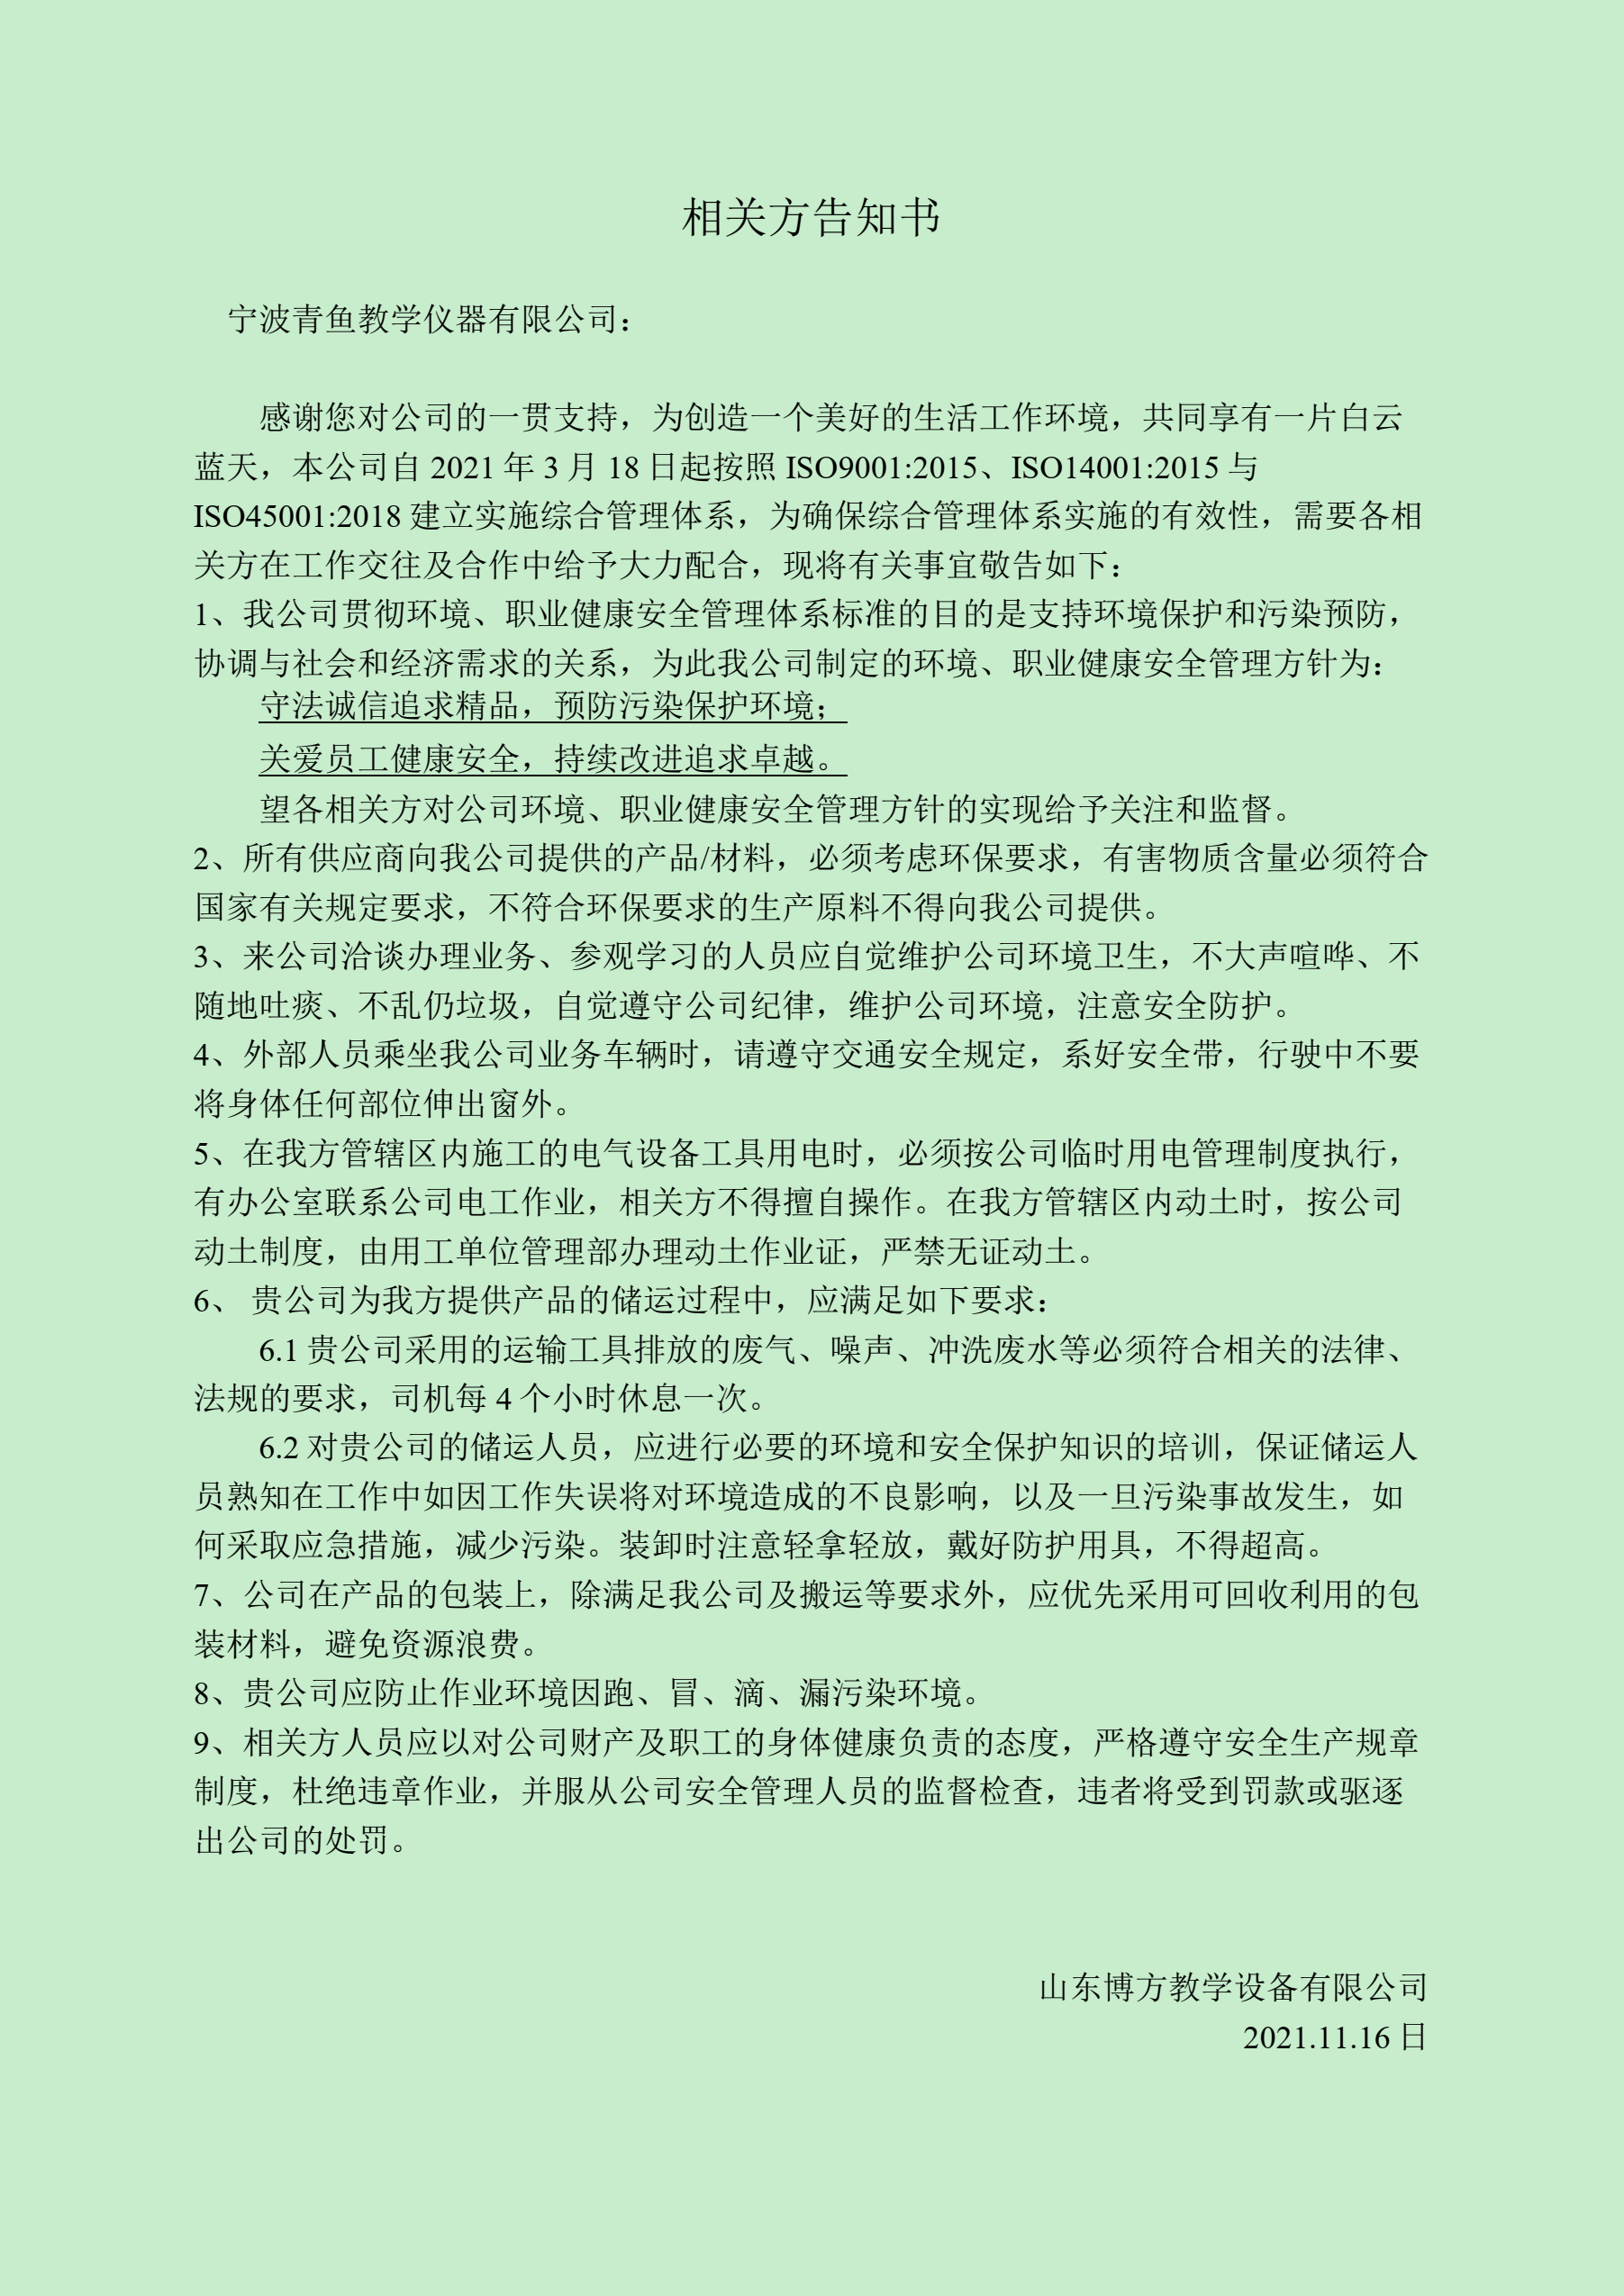 相关方告知书
宁波青鱼教学仪器有限公司：
感谢您对公司的一贯支持，为创造一个美好的生活工作环境，共同享有一片白云
蓝天，本公司自 2021 年 3 月 18 日起按照 ISO9001:2015、ISO14001:2015 与
ISO45001:2018 建立实施综合管理体系，为确保综合管理体系实施的有效性，需要各相
关方在工作交往及合作中给予大力配合，现将有关事宜敬告如下：
1、我公司贯彻环境、职业健康安全管理体系标准的目的是支持环境保护和污染预防，
协调与社会和经济需求的关系，为此我公司制定的环境、职业健康安全管理方针为：
守法诚信追求精品，预防污染保护环境；
关爱员工健康安全，持续改进追求卓越。
望各相关方对公司环境、职业健康安全管理方针的实现给予关注和监督。
2、所有供应商向我公司提供的产品/材料，必须考虑环保要求，有害物质含量必须符合
国家有关规定要求，不符合环保要求的生产原料不得向我公司提供。
3、来公司洽谈办理业务、参观学习的人员应自觉维护公司环境卫生，不大声喧哗、不
随地吐痰、不乱仍垃圾，自觉遵守公司纪律，维护公司环境，注意安全防护。
4、外部人员乘坐我公司业务车辆时，请遵守交通安全规定，系好安全带，行驶中不要
将身体任何部位伸出窗外。
5、在我方管辖区内施工的电气设备工具用电时，必须按公司临时用电管理制度执行，
有办公室联系公司电工作业，相关方不得擅自操作。在我方管辖区内动土时，按公司
动土制度，由用工单位管理部办理动土作业证，严禁无证动土。
6、 贵公司为我方提供产品的储运过程中，应满足如下要求：
6.1 贵公司采用的运输工具排放的废气、噪声、冲洗废水等必须符合相关的法律、
法规的要求，司机每 4 个小时休息一次。
6.2 对贵公司的储运人员，应进行必要的环境和安全保护知识的培训，保证储运人
员熟知在工作中如因工作失误将对环境造成的不良影响，以及一旦污染事故发生，如
何采取应急措施，减少污染。装卸时注意轻拿轻放，戴好防护用具，不得超高。
7、公司在产品的包装上，除满足我公司及搬运等要求外，应优先采用可回收利用的包
装材料，避免资源浪费。
8、贵公司应防止作业环境因跑、冒、滴、漏污染环境。
9、相关方人员应以对公司财产及职工的身体健康负责的态度，严格遵守安全生产规章
制度，杜绝违章作业，并服从公司安全管理人员的监督检查，违者将受到罚款或驱逐
出公司的处罚。
山东博方教学设备有限公司
2021.11.16 日